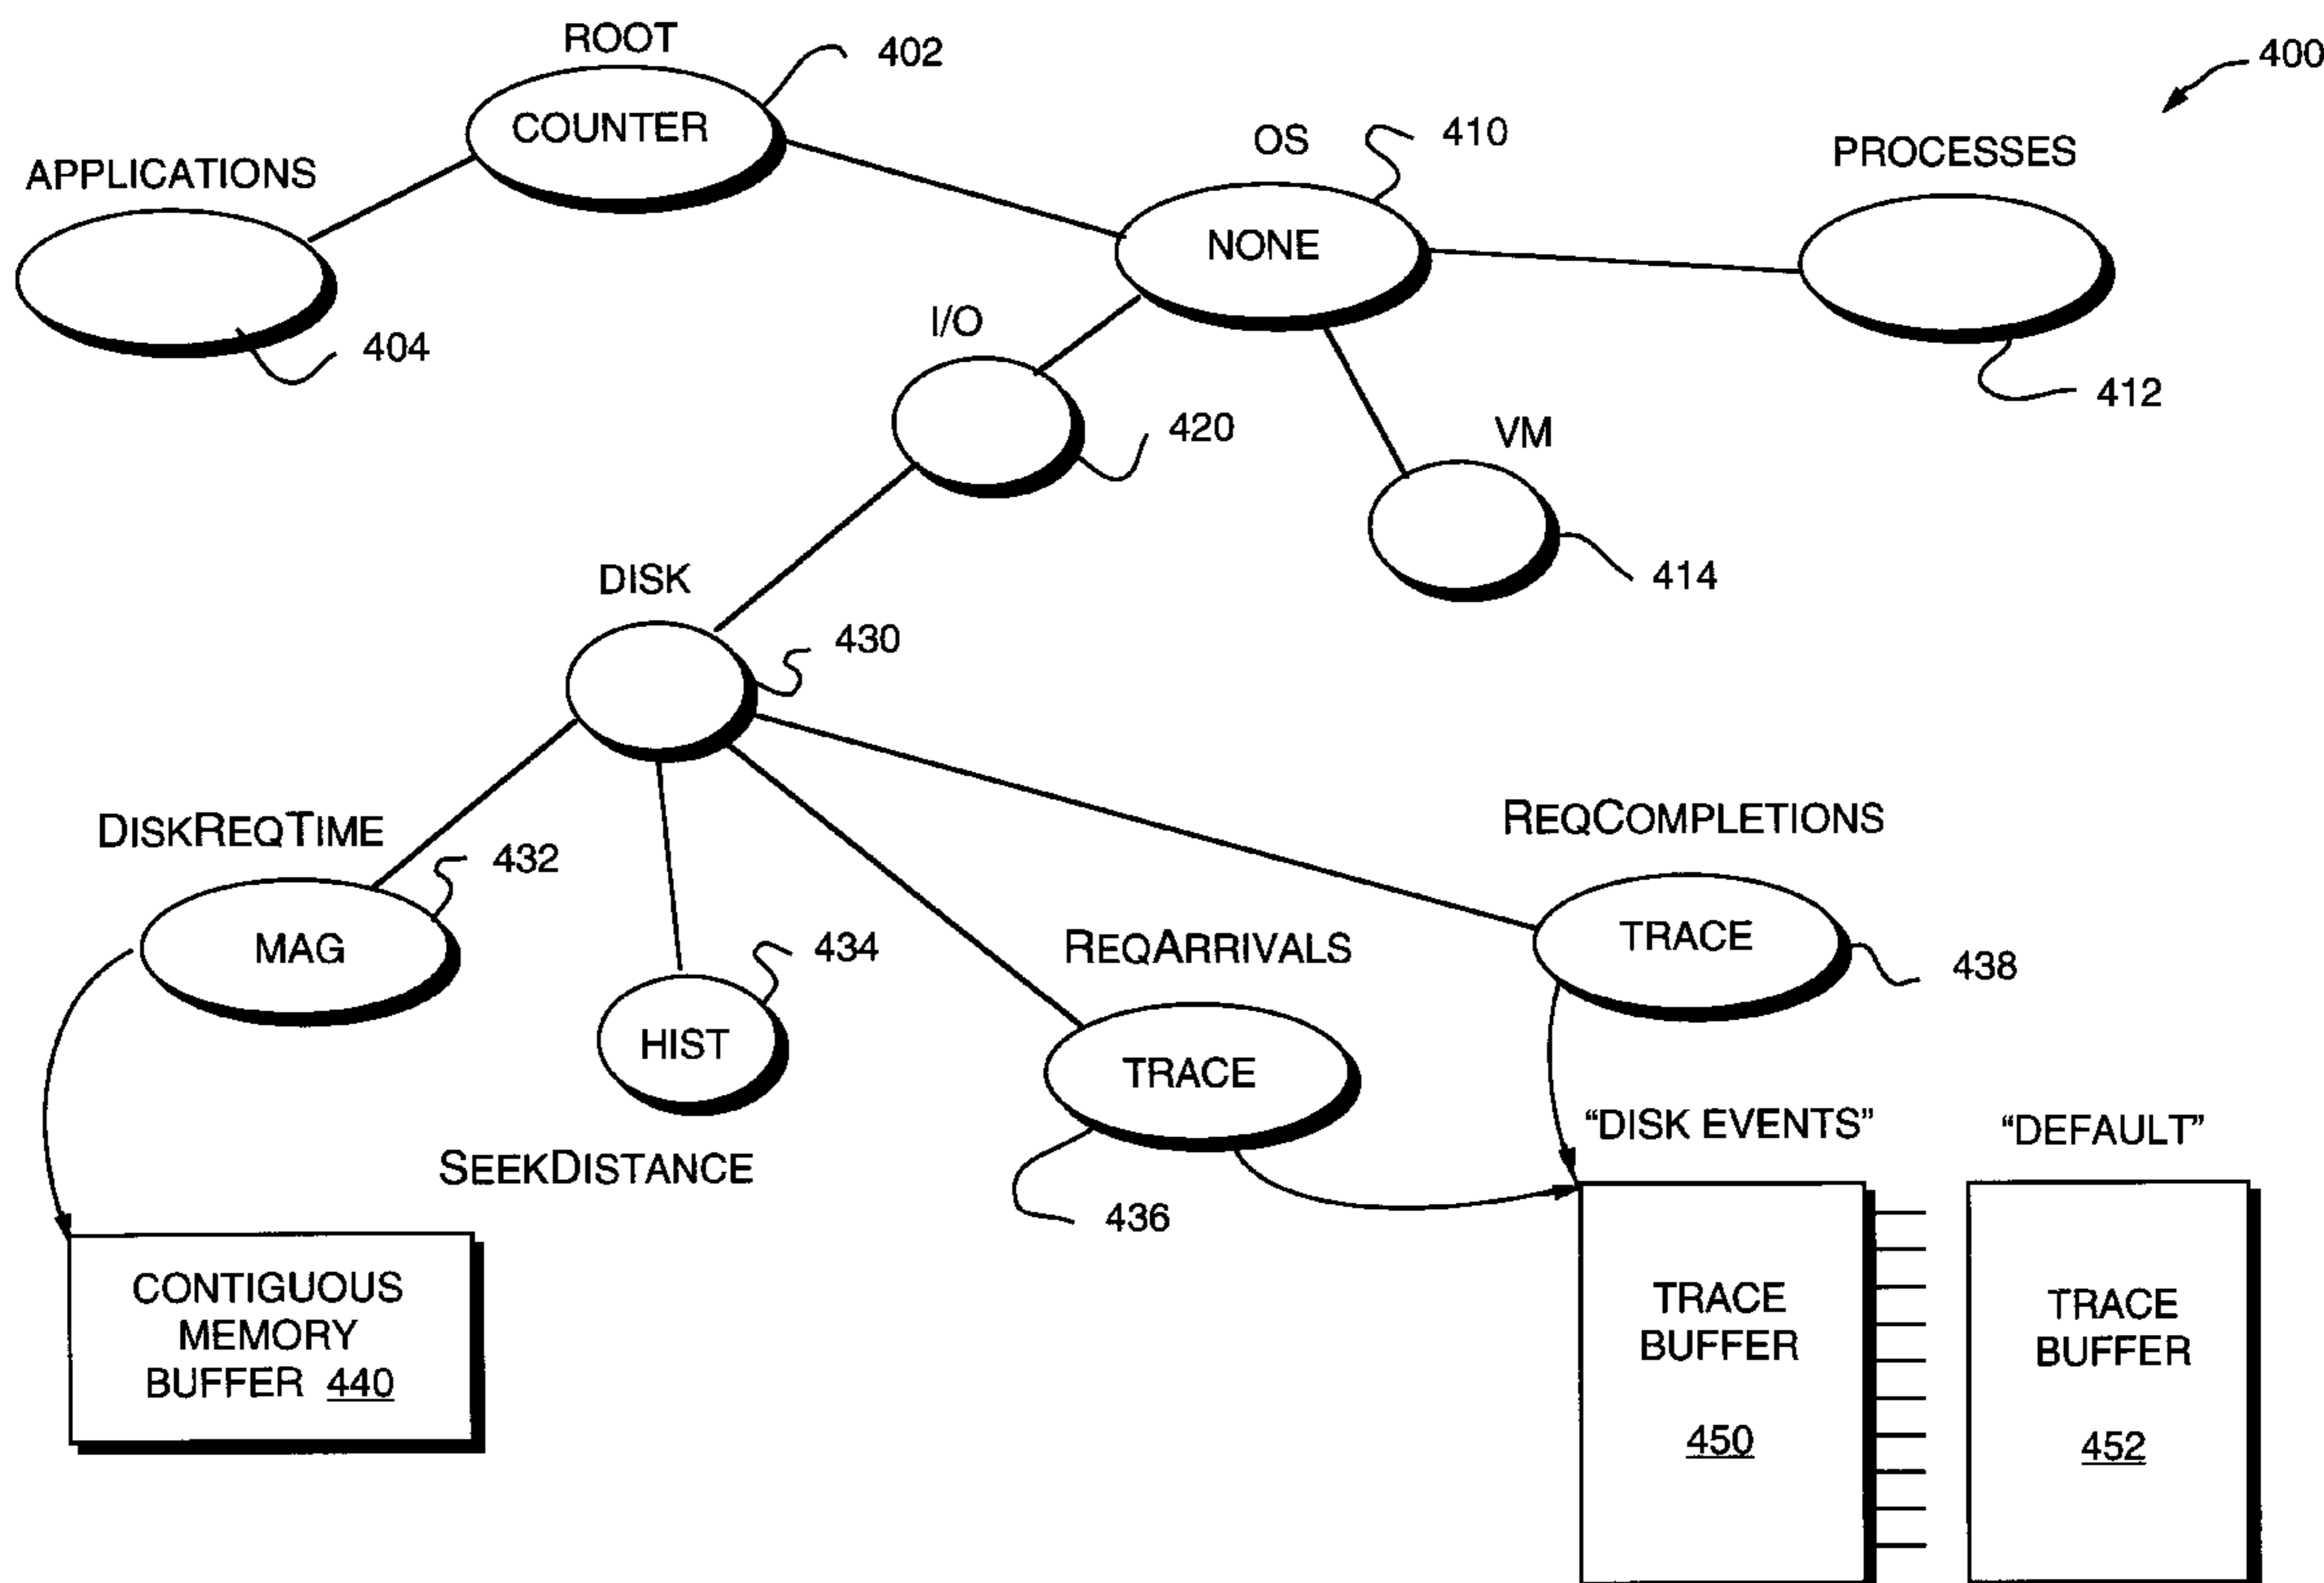 ROOT
402
400
COUNTER
OS
410
PROCESSES
APPLICATIONS
NONE
404
I/O
412
420
VM
414
DISK
430
DISKREQTIME
432
REQCOMPLETIONS
MAG
434
REQARRIVALS
TRACE
438
HIST
TRACE
"DISK EVENTS"
"DEFAULT"
SEEKDISTANCE
436
CONTIGUOUS
MEMORY
BUFFER 440
TRACE
BUFFER
450
TRACE
BUFFER
452